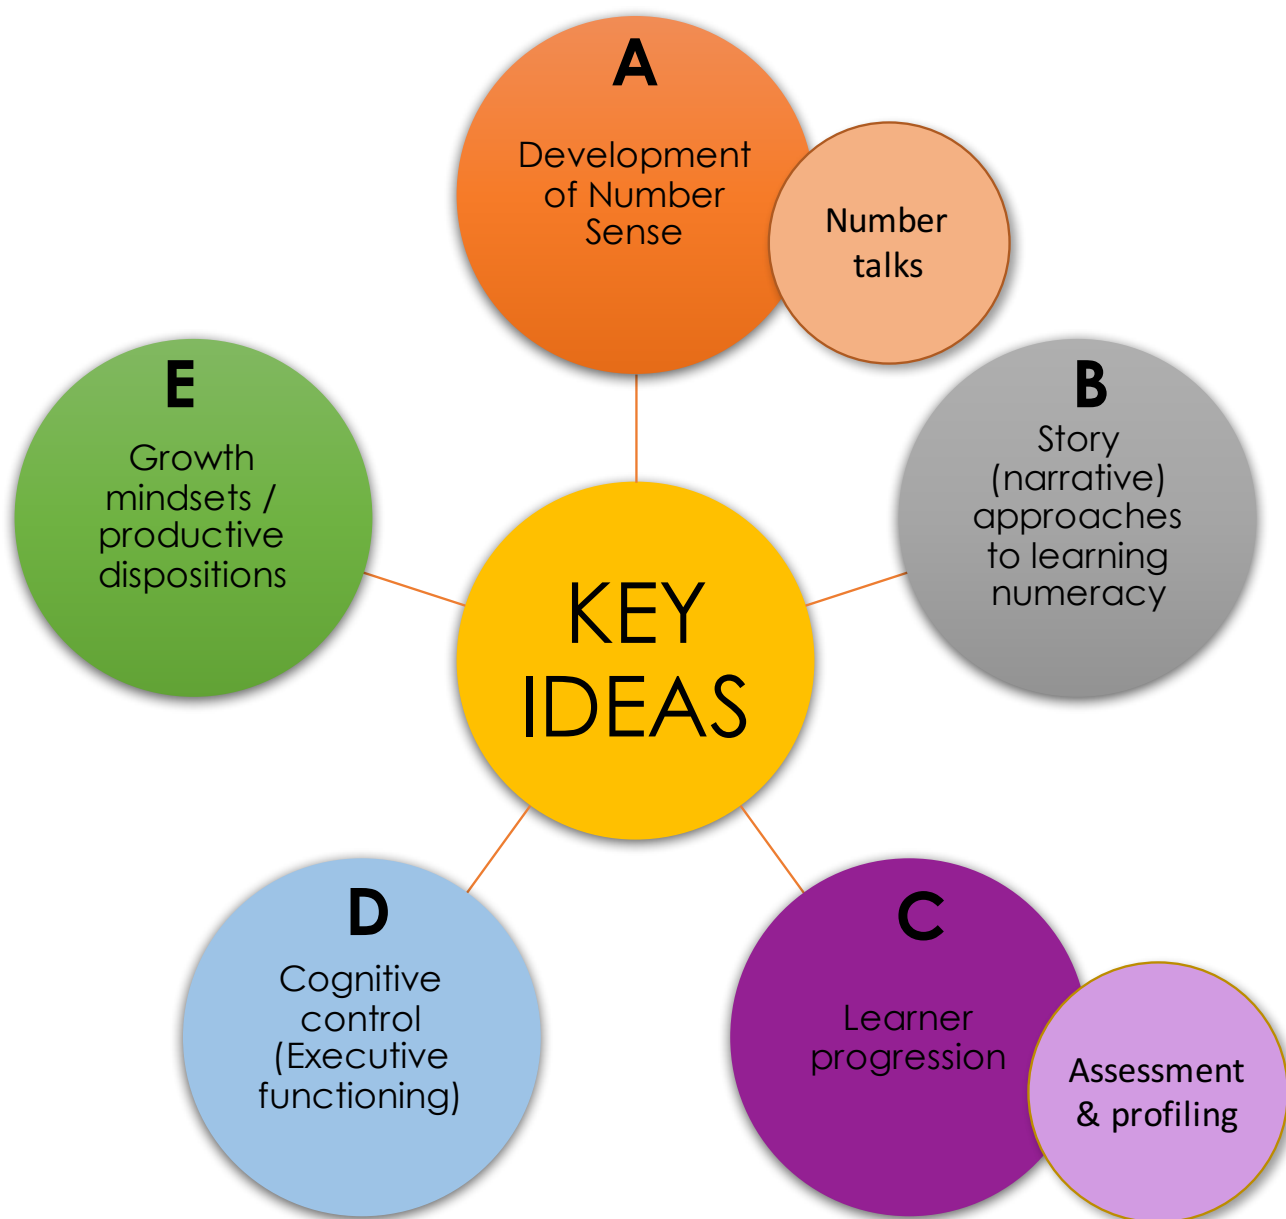 A
Development
of Number
Sense
Number
talks
B
Story
(narrative)
approaches
to learning
numeracy
C
Learner
progression
Assessment
& profiling
D
Cognitive
control
(Executive
functioning)
E
Growth
mindsets /
productive
dispositions
KEY
IDEAS